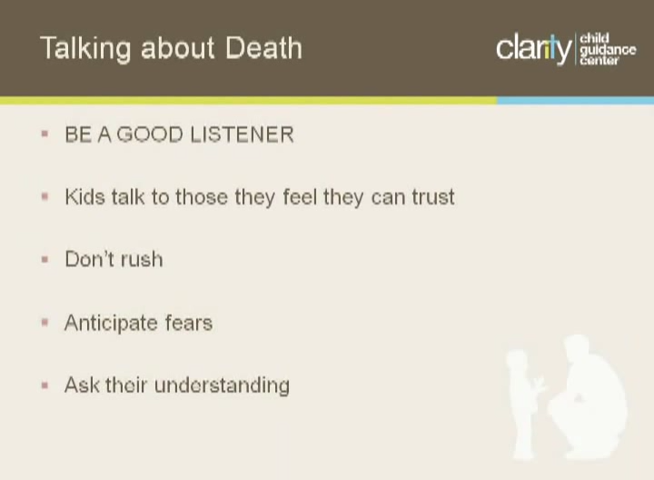 Talking about Death
clarity child
guidance
center
BE A GOOD LISTENER
Kids talk to those they feel they can trust
Don't rush
Anticipate fears
Ask their understanding